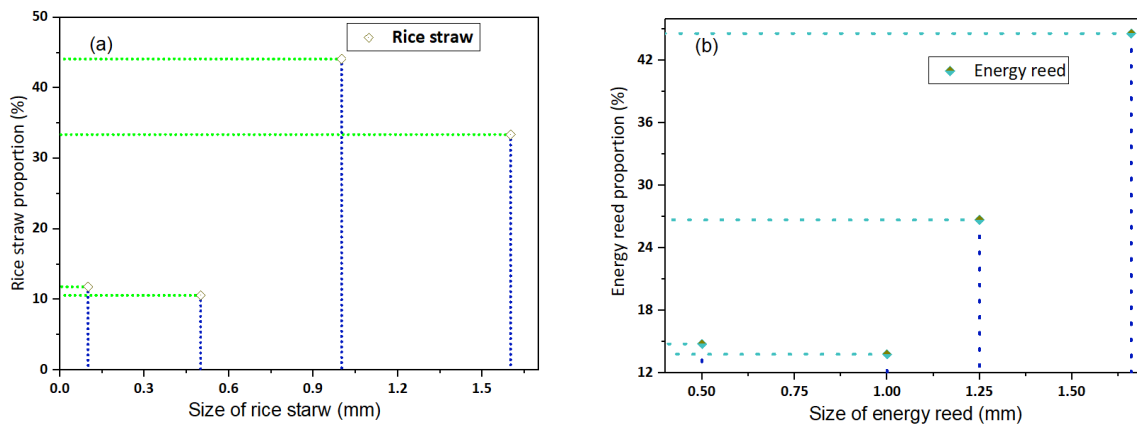 (a)
Rice straw
Rice straw proportion (%)
50
40
30
20
10
0
0.0 0.3 0.6 0.9 1.2 1.5
Size of rice starw (mm)
(b)
Energy reed
Energy reed proportion (%)
42
36
30
24
18
12
0.50 0.75 1.00 1.25 1.50
Size of energy reed (mm)